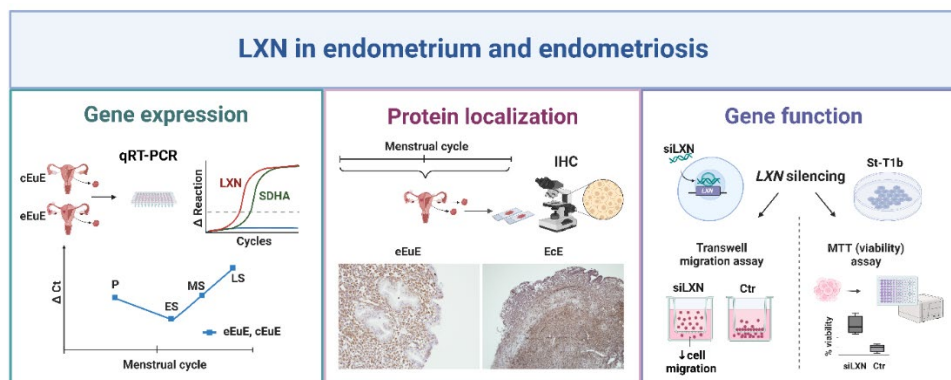 LXN in endometrium and endometriosis
Gene expression
qRT-PCR
cEuE
eEuE
LXN
SDHA
Δ Reaction
Cycles
Δ Ct
P
ES
MS
LS
eEuE, cEuE
Menstrual cycle
Protein localization
Menstrual cycle
IHC
eEuE
EcE
Gene function
siLXN
LXN
St-T1b
LXN silencing
Transwell
migration assay
siLXN
Ctr
↓cell
migration
MTT (viability)
assay
% viability
siLXN
Ctr